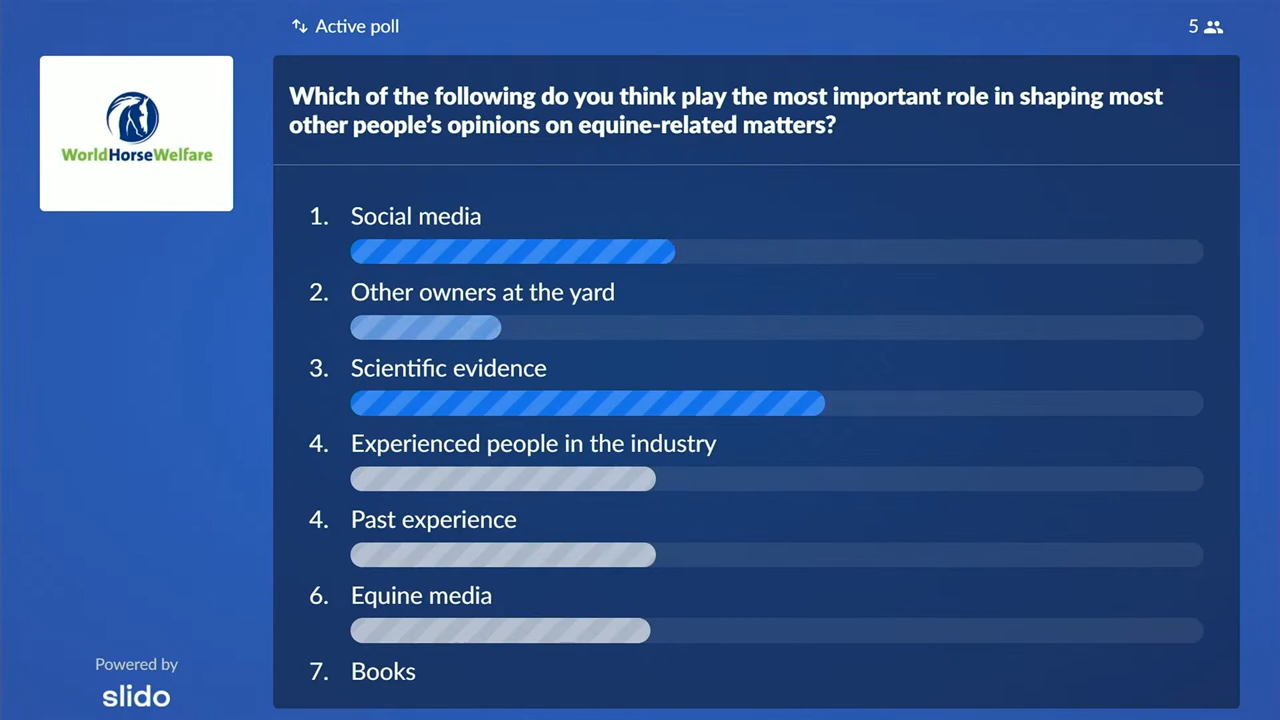 Active poll
5
WorldHorseWelfare
Which of the following do you think play the most important role in shaping most
other people’s opinions on equine-related matters?
1. Social media
2. Other owners at the yard
3. Scientific evidence
4. Experienced people in the industry
4. Past experience
6. Equine media
7. Books
Powered by
slido